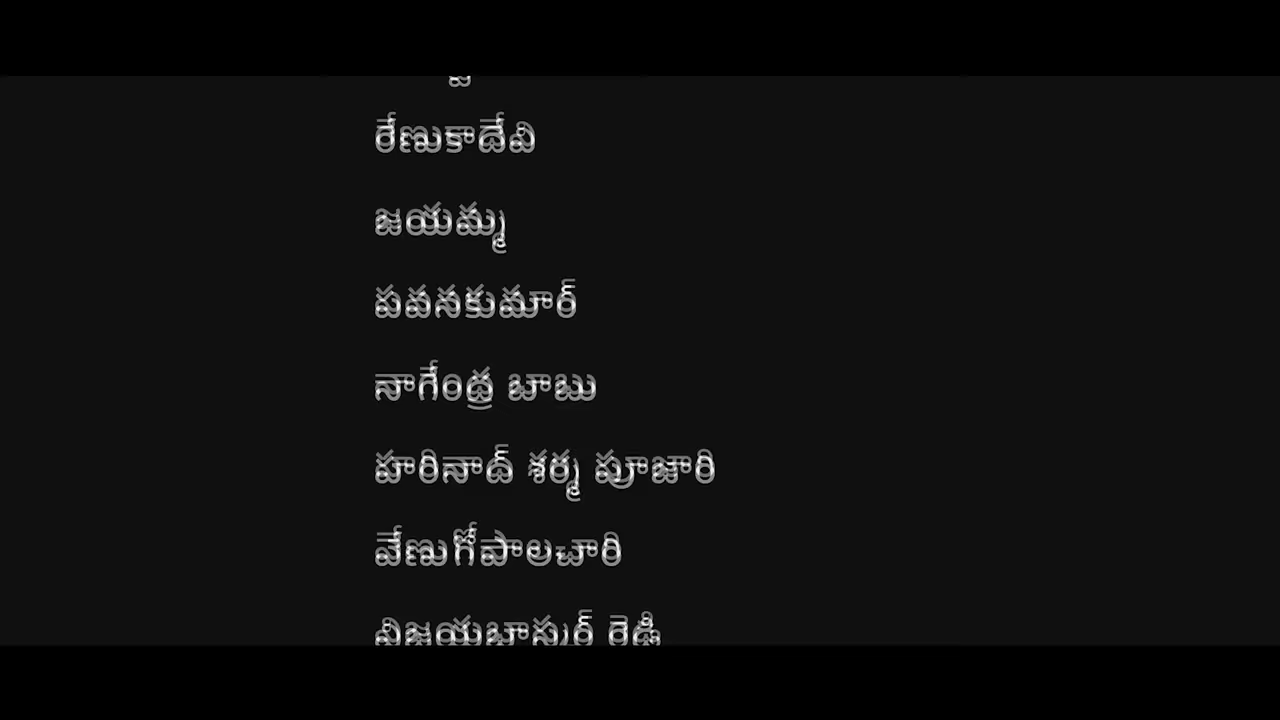 రేణుకాదేవి
జయమ్మ
పవనకుమార్
నాగేంద్ర బాబు
హరినాద్ శర్మ పూజారి
వేణుగోపాలచారి
రెడ్డి